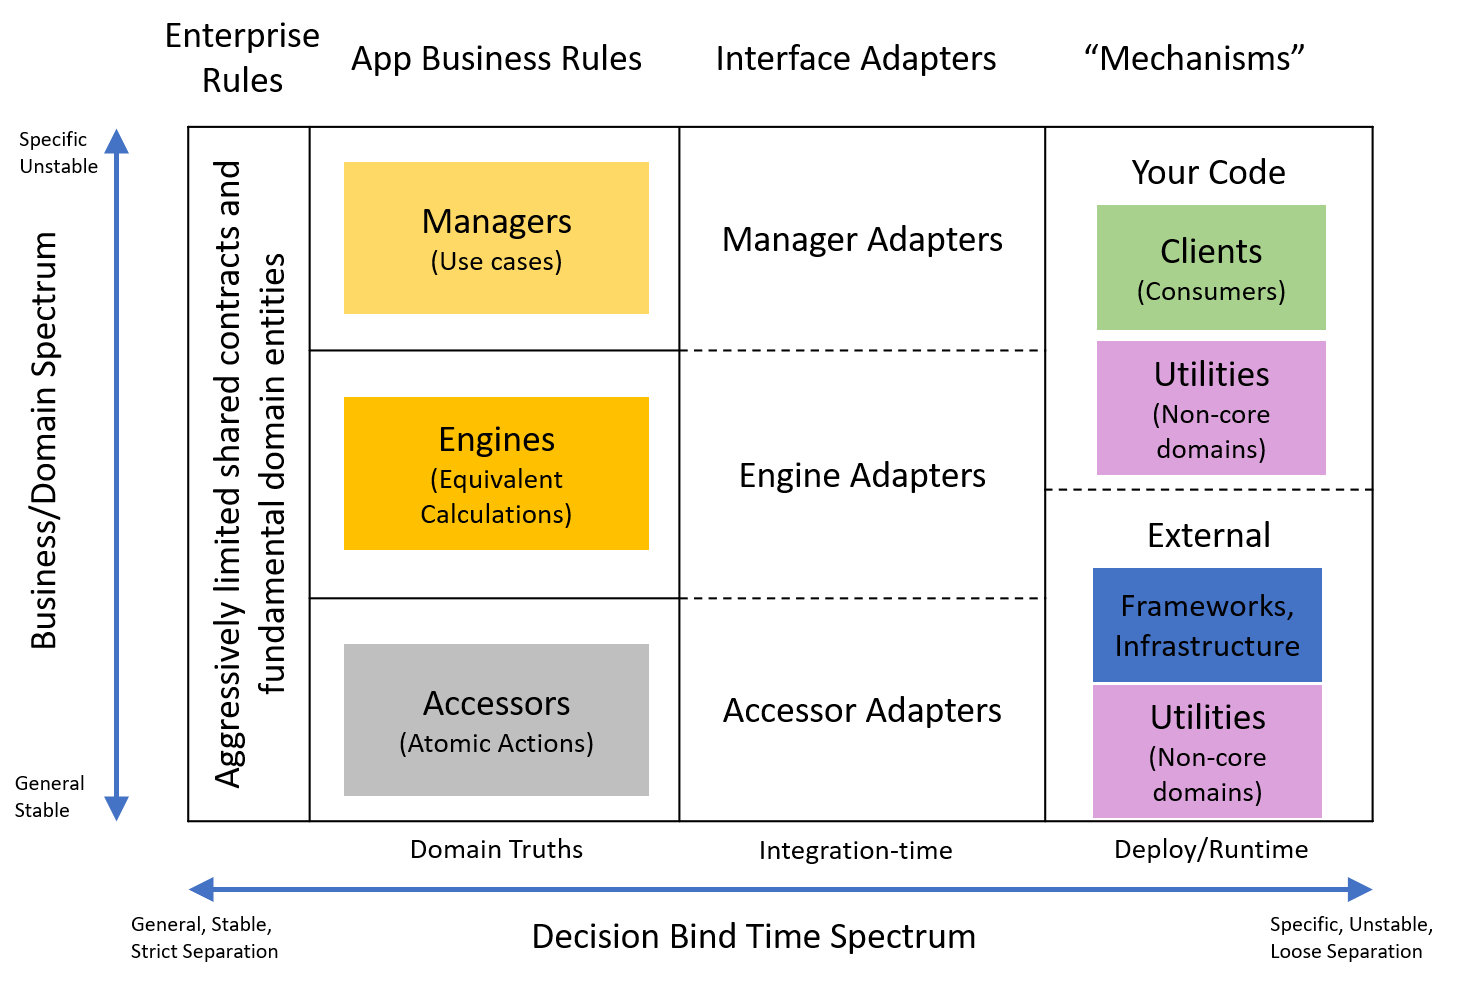 Enterprise
Rules
App Business Rules
Interface Adapters
“Mechanisms”
Specific
Unstable
Business/Domain Spectrum
General
Stable
Aggressively limited shared contracts and
fundamental domain entities
Managers
(Use cases)
Engines
(Equivalent
Calculations)
Accessors
(Atomic Actions)
Manager Adapters
Engine Adapters
Accessor Adapters
Your Code
Clients
(Consumers)
Utilities
(Non-core
domains)
External
Frameworks,
Infrastructure
Utilities
(Non-core
domains)
Domain Truths
Integration-time
Deploy/Runtime
General, Stable,
Strict Separation
Decision Bind Time Spectrum
Specific, Unstable,
Loose Separation